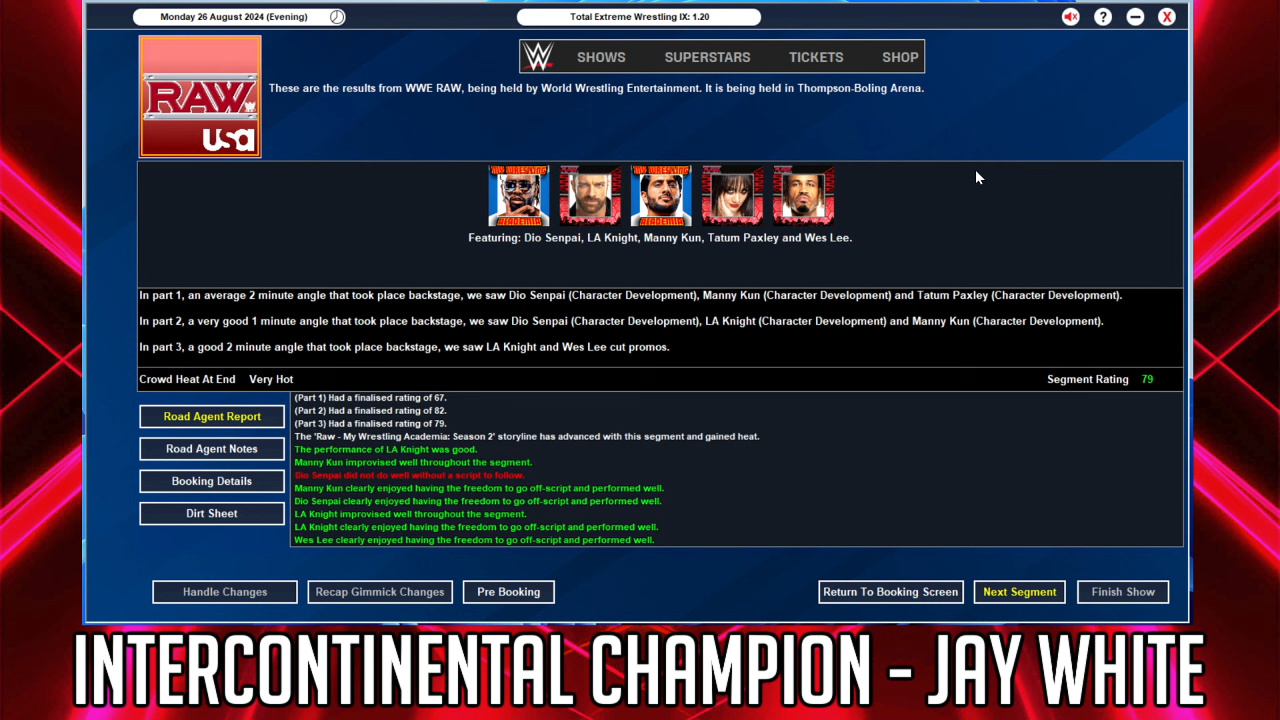 Monday 26 August 2024 (Evening)
Total Extreme Wrestling IX: 1.20
?
X
RAW
USA
W
SHOWS
SUPERSTARS
TICKETS
SHOP
These are the results from WWE RAW, being held by World Wrestling Entertainment. It is being held in Thompson-Boling Arena.
MY WRESTLING
ACADEMIA
MY WRESTLING
ACADEMIA
Featuring: Dio Senpai, LA Knight, Manny Kun, Tatum Paxley and Wes Lee.
In part 1, an average 2 minute angle that took place backstage, we saw Dio Senpai (Character Development), Manny Kun (Character Development) and Tatum Paxley (Character Development).
In part 2, a very good 1 minute angle that took place backstage, we saw Dio Senpai (Character Development), LA Knight (Character Development) and Manny Kun (Character Development).
In part 3, a good 2 minute angle that took place backstage, we saw LA Knight and Wes Lee cut promos.
Crowd Heat At End Very Hot
Segment Rating 79
Road Agent Report
Road Agent Notes
Booking Details
Dirt Sheet
(Part 1) Had a finalised rating of 67.
(Part 2) Had a finalised rating of 82.
(Part 3) Had a finalised rating of 79.
The 'Raw - My Wrestling Academia: Season 2' storyline has advanced with this segment and gained heat.
The performance of LA Knight was good.
Manny Kun improvised well throughout the segment.
Dio Senpai did not do well without a script to follow.
Manny Kun clearly enjoyed having the freedom to go off-script and performed well.
Dio Senpai clearly enjoyed having the freedom to go off-script and performed well.
LA Knight improvised well throughout the segment.
LA Knight clearly enjoyed having the freedom to go off-script and performed well.
Wes Lee clearly enjoyed having the freedom to go off-script and performed well.
Handle Changes
Recap Gimmick Changes
Pre Booking
Return To Booking Screen
Next Segment
Finish Show
INTERCONTINENTAL CHAMPION - JAY WHITE